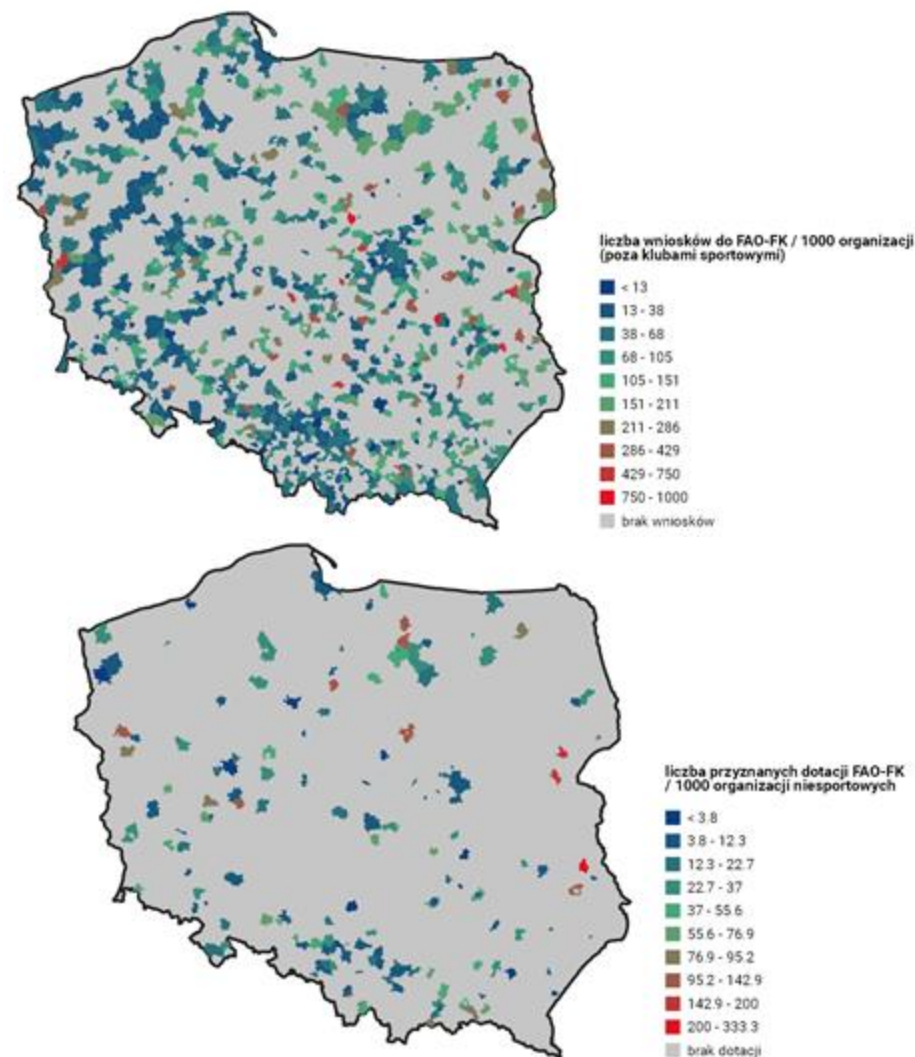 liczba wniosków do FAO-FK / 1000 organizacji
(poza klubami sportowymi)
< 13
13 - 38
38 - 68
68 - 105
105 - 151
151 - 211
211 - 286
286 - 429
429 - 750
750 - 1000
brak wniosków
liczba przyznanych dotacji FAO-FK
/ 1000 organizacji niesportowych
< 3.8
3.8 - 12.3
12.3 - 22.7
22.7 - 37
37 - 55.6
55.6 - 76.9
76.9 - 95.2
95.2 - 142.9
142.9 - 200
200 - 333.3
brak dotacji